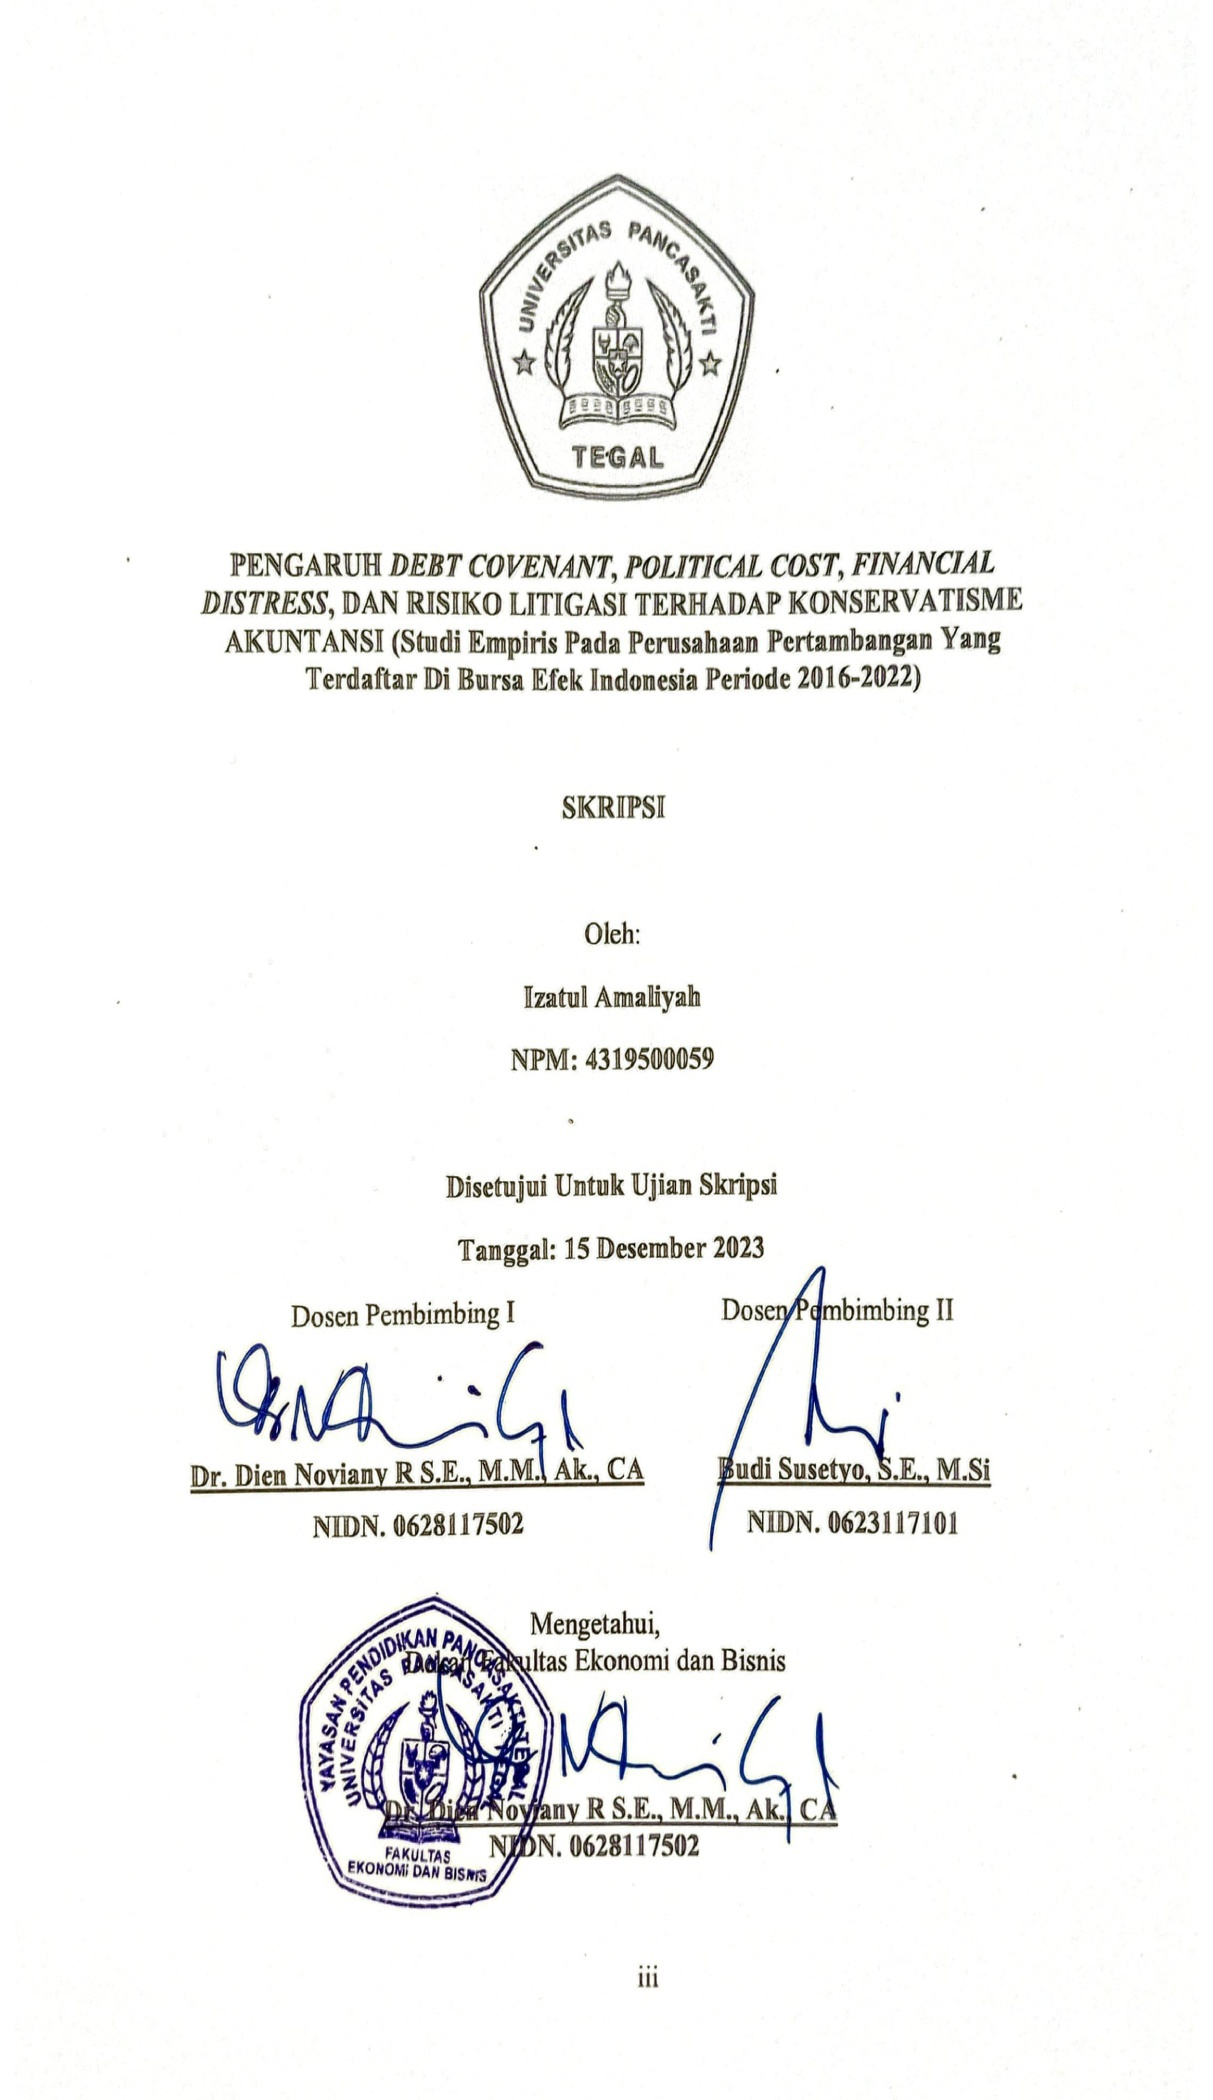 UNIVERSITAS PANCASAKTI
TEGAL
PENGARUH DEBT COVENANT, POLITICAL COST, FINANCIAL
DISTRESS, DAN RISIKO LITIGASI TERHADAP KONSERVATISME
AKUNTANSI (Studi Empiris Pada Perusahaan Pertambangan Yang
Terdaftar Di Bursa Efek Indonesia Periode 2016-2022)
SKRIPSI
Oleh:
Izatul Amaliyah
NPM: 4319500059
Disetujui Untuk Ujian Skripsi
Tanggal: 15 Desember 2023
Dosen Pembimbing I
Dosen Pembimbing II
Dr. Dien Noviany R S.E., M.M., Ak., CA
Budi Susetyo, S.E., M.Si
NIDN. 0628117502
NIDN. 0623117101
Mengetahui,
Dekan Fakultas Ekonomi dan Bisnis
YAYASAN PENDIDIKAN PANCASAKTI TEGAL
UNIVERSITAS PANCASAKTI TEGAL
Dr. Dien Noviany R S.E., M.M., Ak., CA
NIDN. 0628117502
FAKULTAS
EKONOMI DAN BISNIS
iii